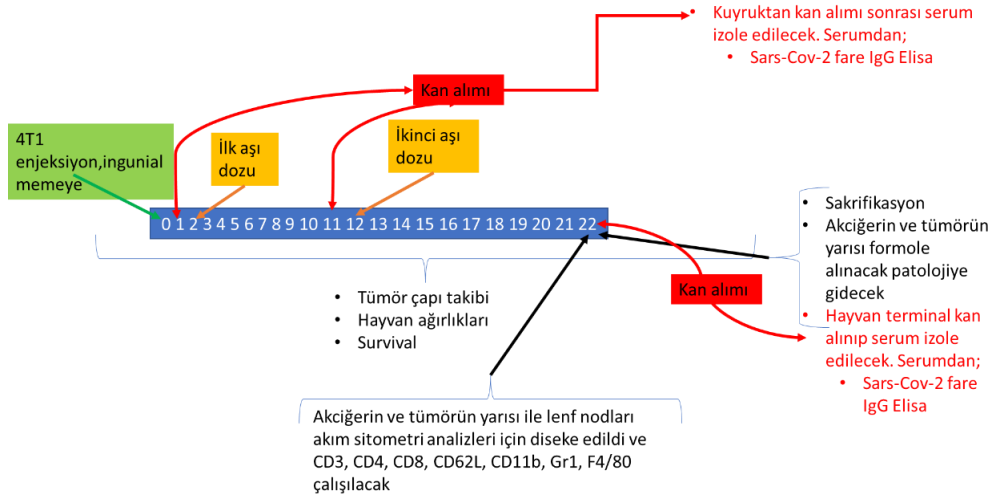 • Kuyruktan kan alımı sonrası serum
izole edilecek. Serumdan;
• Sars-Cov-2 fare IgG Elisa
Kan alımı
4T1
enjeksiyon,ingunial
memeye
İlk aşı
dozu
İkinci aşı
dozu
0 1 2 3 4 5 6 7 8 9 10 11 12 13 14 15 16 17 18 19 20 21 22
• Sakrifikasyon
• Akciğerin ve tümörün
yarısı formole
alınacak patolojiye
gidecek
• Hayvan terminal kan
alınıp serum izole
edilecek. Serumdan;
• Sars-Cov-2 fare
IgG Elisa
Kan alımı
• Tümör çapı takibi
• Hayvan ağırlıkları
• Survival
Akciğerin ve tümörün yarısı ile lenf nodları
akım sitometri analizleri için diseke edildi ve
CD3, CD4, CD8, CD62L, CD11b, Gr1, F4/80
çalışılacak